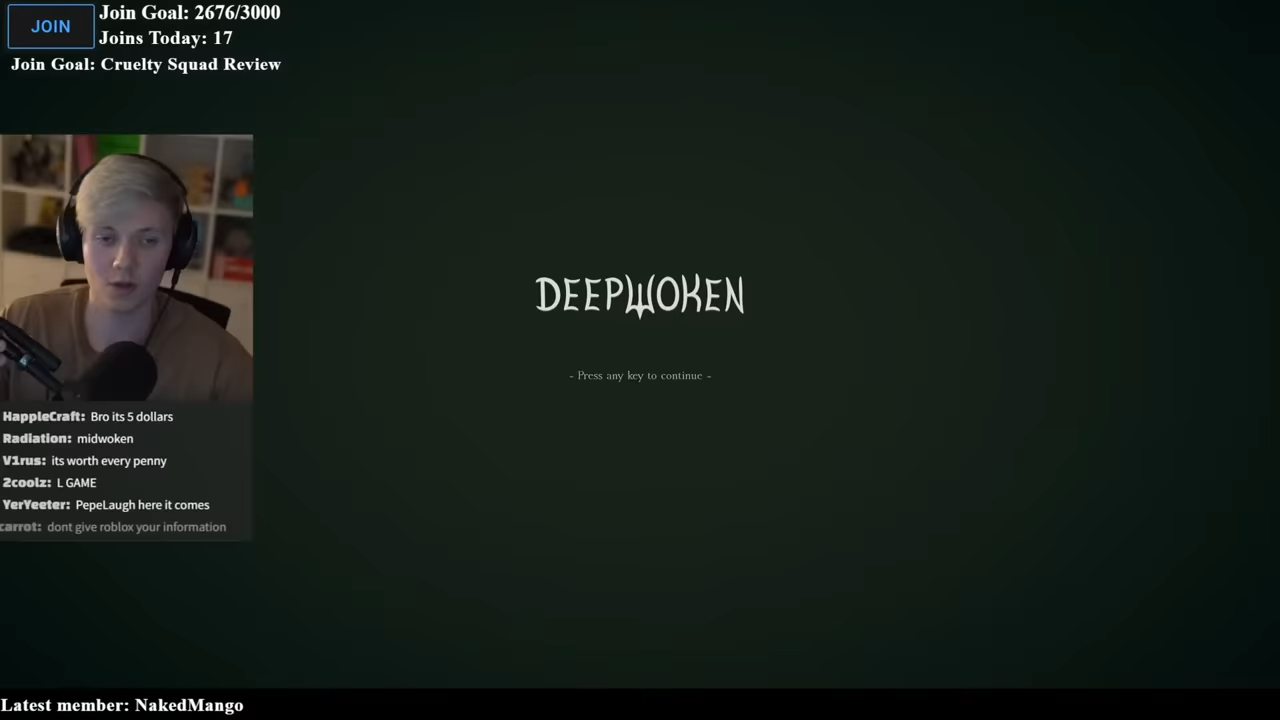 JOIN
Join Goal: 2676/3000
Joins Today: 17
Join Goal: Cruelty Squad Review
DEEPWOKEN
- Press any key to continue -
HappleCraft: Bro its 5 dollars
Radiation: midwoken
V1rus: its worth every penny
2coolz: L GAME
YerYeeter: PepeLaugh here it comes
carrot: dont give roblox your information
Latest member: NakedMango